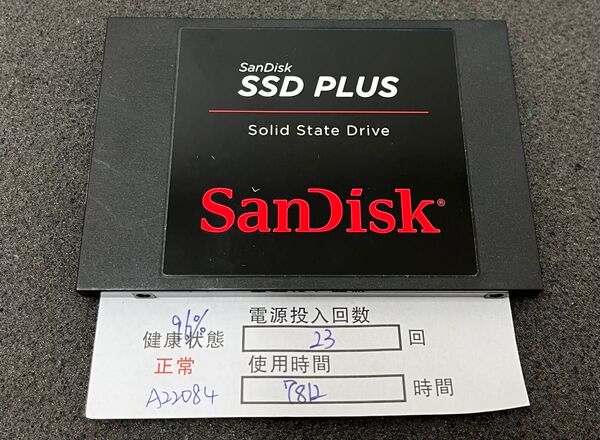 SanDisk
SSD PLUS
Solid State Drive
SanDisk®
電源投入回数
96%
健康状態
23 回
正常
使用時間
A22084
7812 時間